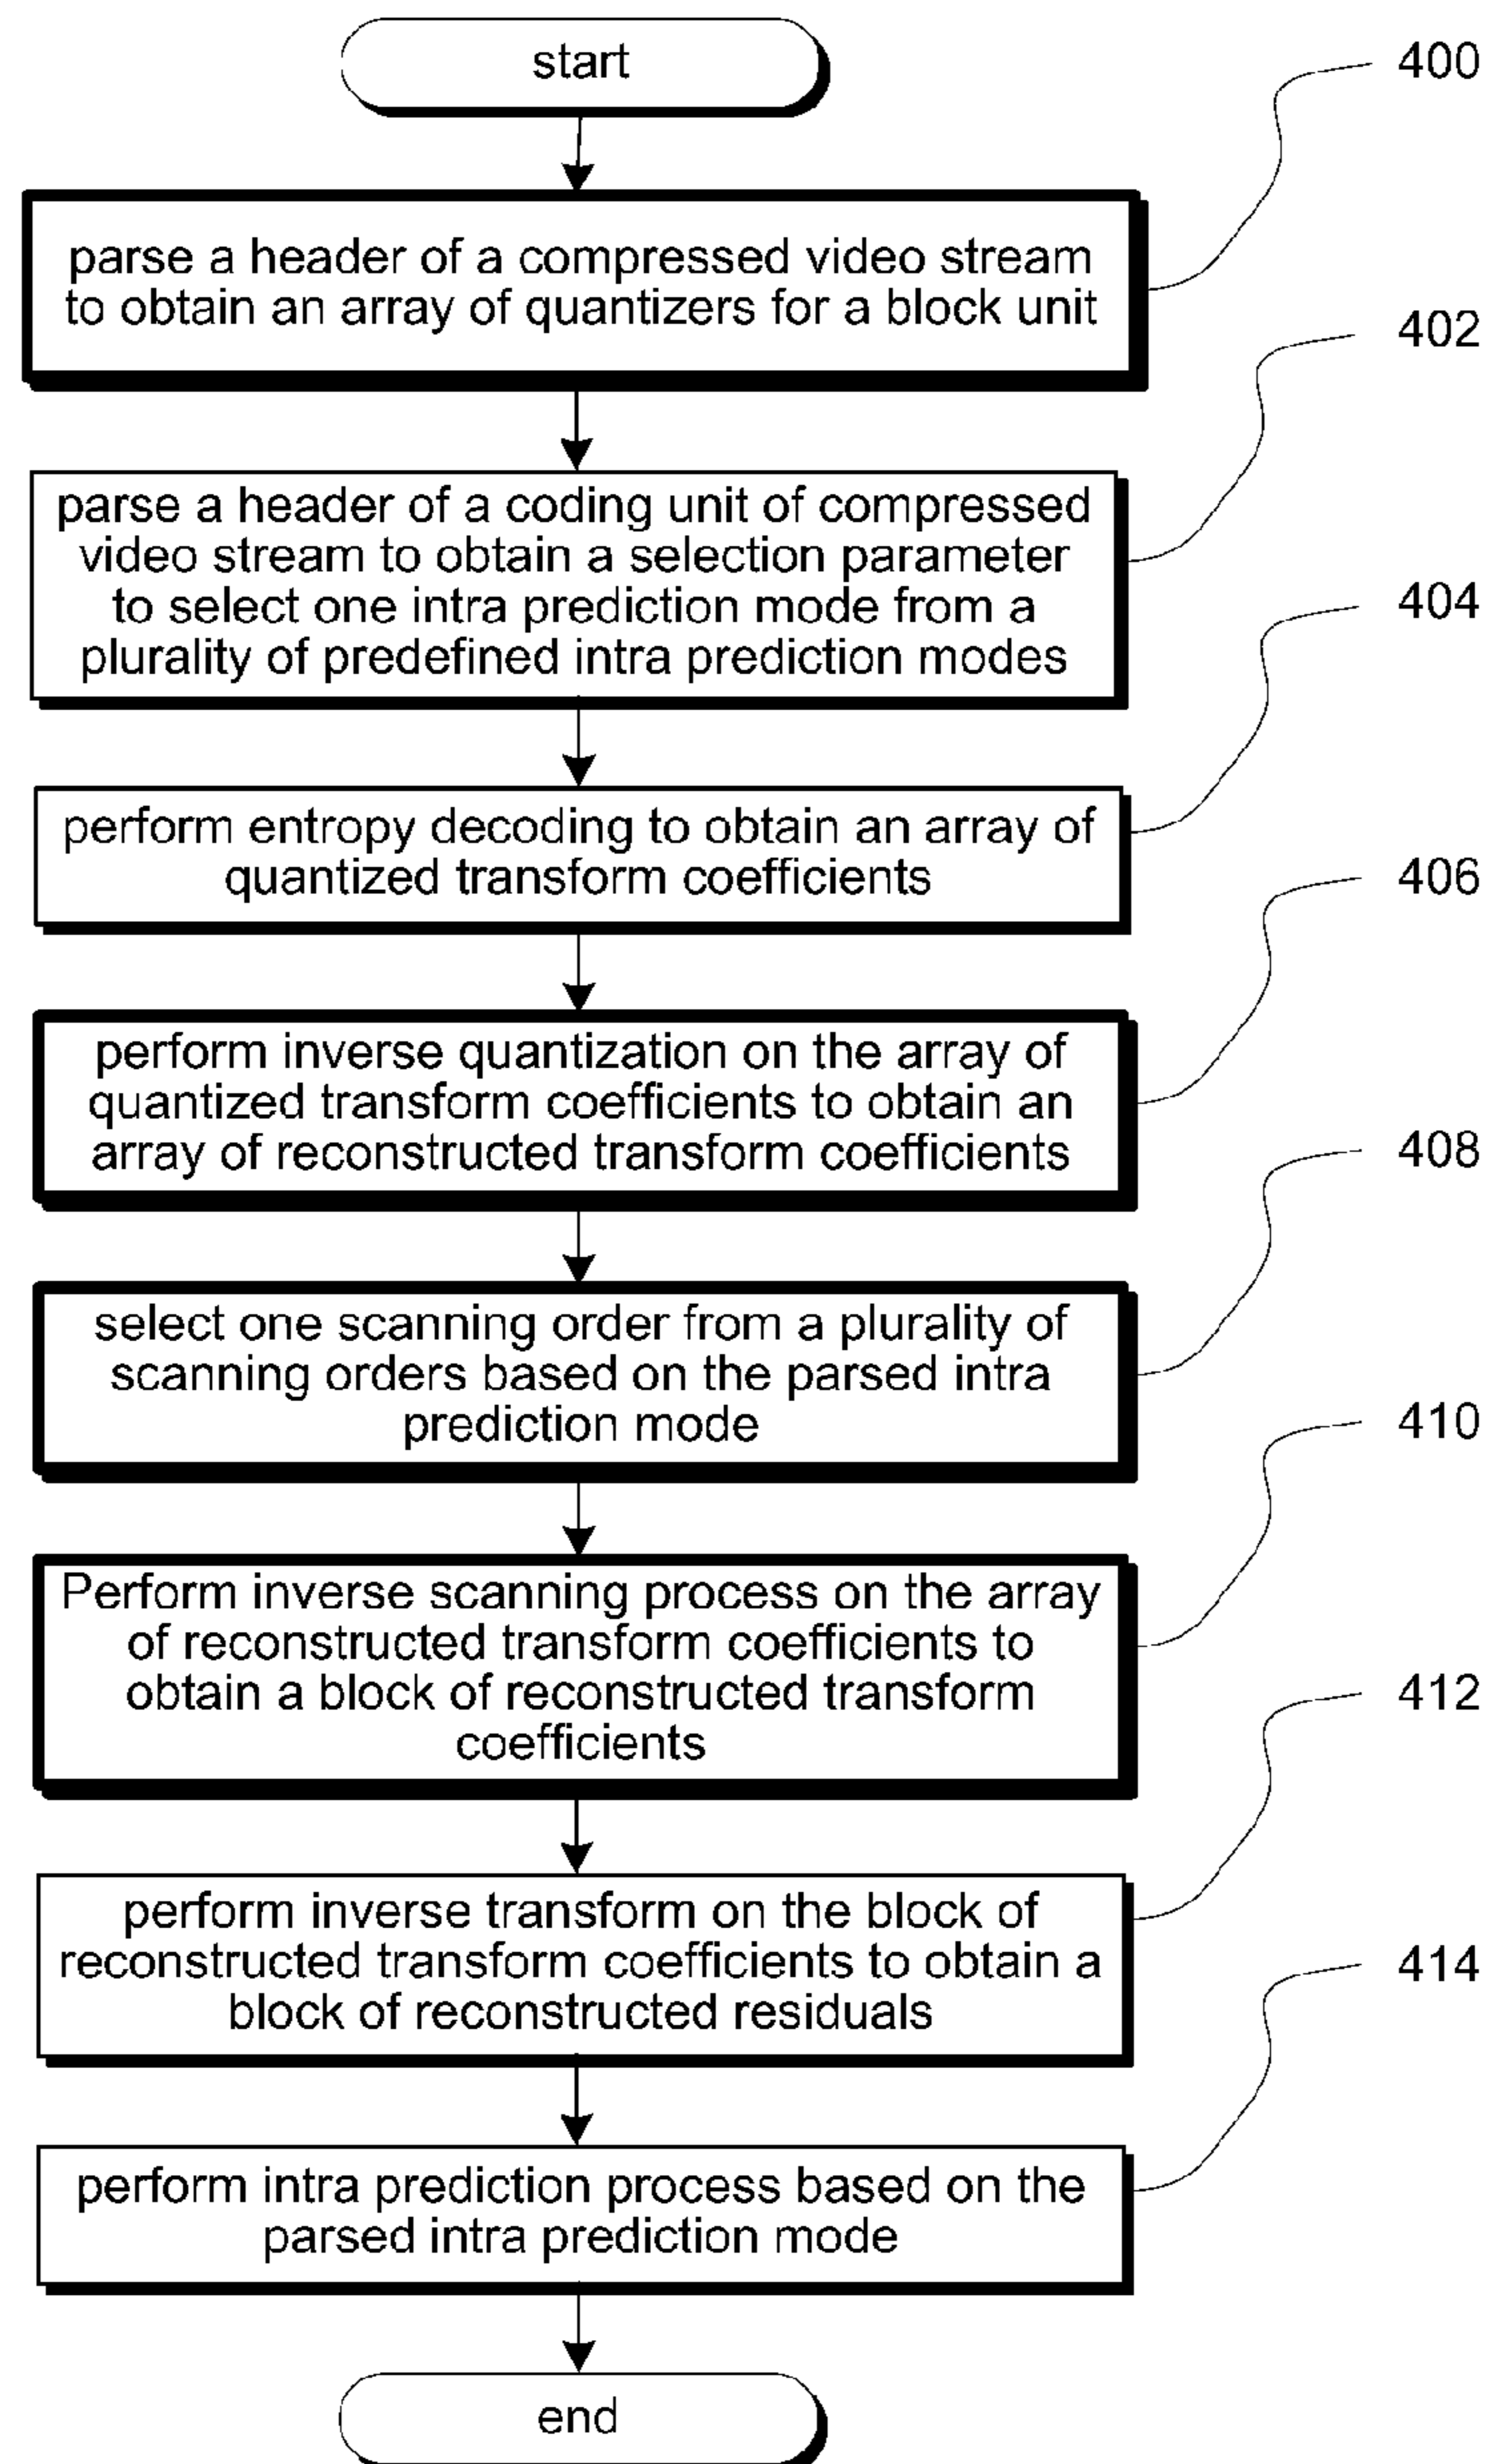 start
400
parse a header of a compressed video stream
to obtain an array of quantizers for a block unit
402
parse a header of a coding unit of compressed
video stream to obtain a selection parameter
to select one intra prediction mode from a
plurality of predefined intra prediction modes
404
perform entropy decoding to obtain an array of
quantized transform coefficients
406
perform inverse quantization on the array of
quantized transform coefficients to obtain an
array of reconstructed transform coefficients
408
select one scanning order from a plurality of
scanning orders based on the parsed intra
prediction mode
410
Perform inverse scanning process on the array
of reconstructed transform coefficients to
obtain a block of reconstructed transform
coefficients
412
perform inverse transform on the block of
reconstructed transform coefficients to obtain a
block of reconstructed residuals
414
perform intra prediction process based on the
parsed intra prediction mode
end